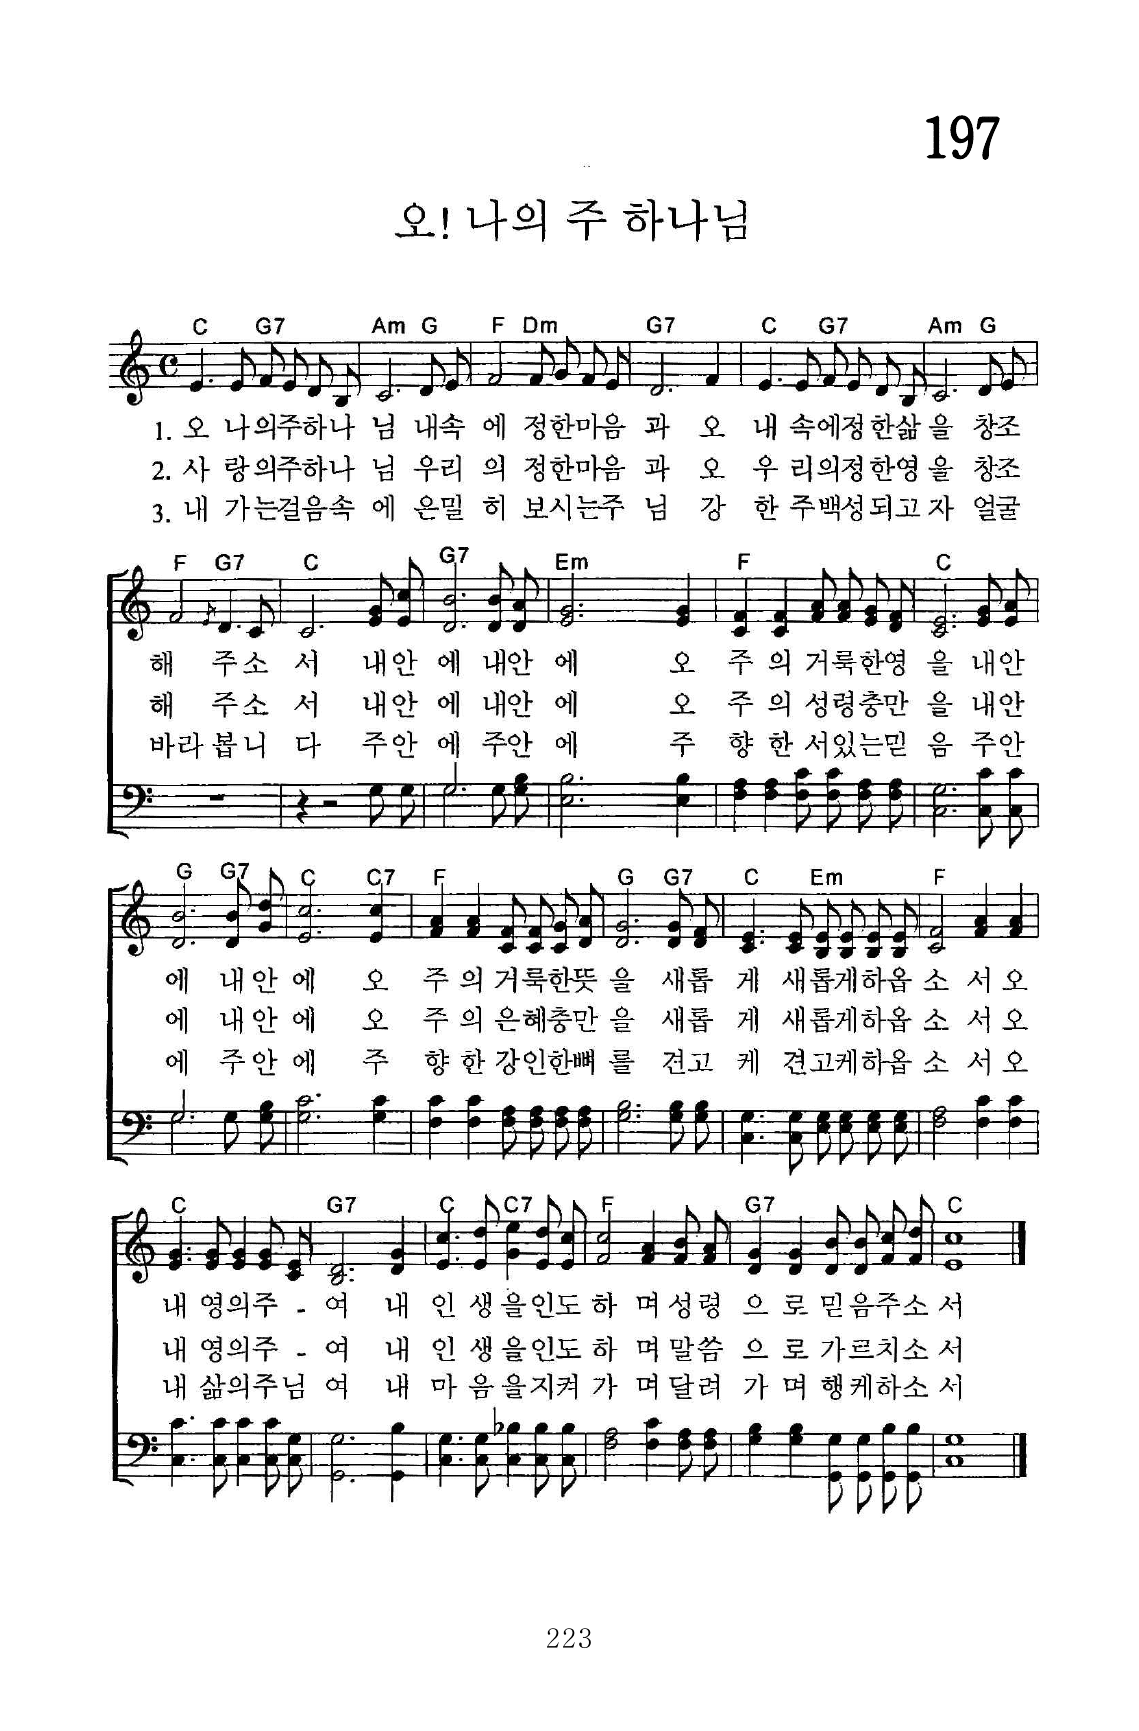 197
오! 나의 주 하나님
C G7 Am G F Dm G7 C G7 Am G
1. 오 나의주하나 님 내속 에 정한마음 과 오 내 속에정한삶 을 창조
2. 사 랑의주하나 님 우리 의 정한마음 과 오 우 리의정한영 을 창조
3. 내 가는걸음속 에 은밀 히 보시는주 님 강 한 주백성되고 자 얼굴
F G7 C G7 Em F C
해 주소 서 내안 에 내안 에 오 주 의 거룩한영 을 내안
해 주소 서 내안 에 내안 에 오 주 의 성령충만 을 내안
바라 봅니 다 주안 에 주안 에 주 향 한 서있는믿 음 주안
G G7 C C7 F G G7 C Em F
에 내안 에 오 주 의 거룩한뜻 을 새롭 게 새롭게하옵 소 서 오
에 내안 에 오 주 의 은혜충만 을 새롭 게 새롭게하옵 소 서 오
에 주안 에 주 향 한 강인한뼈 를 견고 케 견고케하옵 소 서 오
C G7 C C7 F G7 C
내 영의주 - 여 내 인 생을인도 하 며 성령 으 로 믿음주소 서
내 영의주 - 여 내 인 생을인도 하 며 말씀 으 로 가르치소 서
내 삶의주님 여 내 마 음을지켜 가 며 달려 가 며 행케하소 서
223